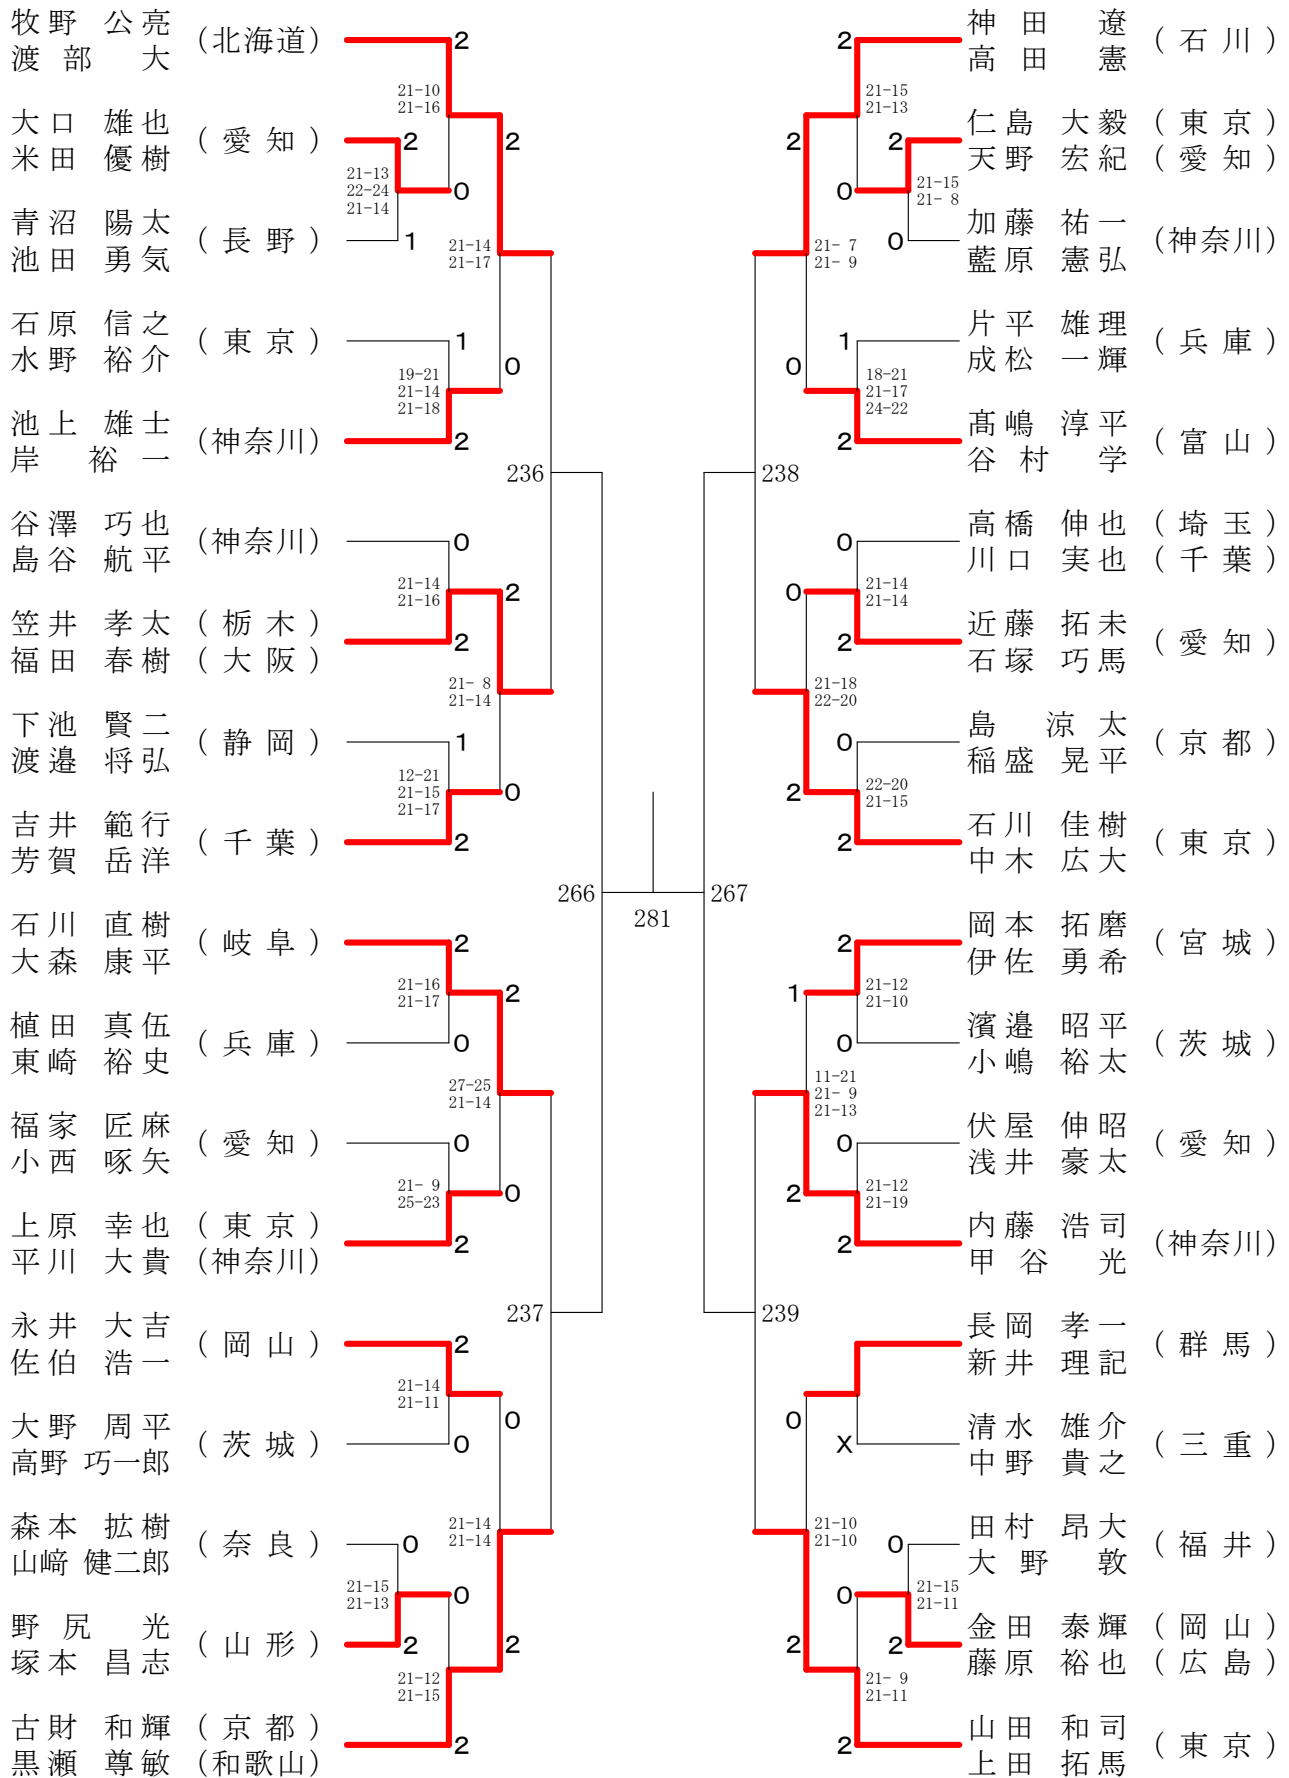 牧野 公亮
渡部 大
(北海道)
2
21-10
21-16
大口 雄也
米田 優樹
(愛知)
2
2
21-13
22-24
21-14
0
青沼 陽太
池田 勇気
(長野)
1
21-14
21-17
石原 信之
水野 裕介
(東京)
1
0
19-21
21-14
21-18
池上 雄士
岸 裕一
(神奈川)
2
236
谷澤 巧也
島谷 航平
(神奈川)
0
21-14
21-16
2
笠井 孝太 (栃木)
福田 春樹 (大阪)
2
21- 8
21-14
下池 賢二
渡邉 将弘
(静岡)
1
12-21
21-15
21-17
0
吉井 範行
芳賀 岳洋
(千葉)
2
266
石川 直樹
大森 康平
(岐阜)
2
21-16
21-17
2
植田 真伍
東崎 裕史
(兵庫)
0
27-25
21-14
福家 匠麻
小西 啄矢
(愛知)
0
21- 9
25-23
0
上原 幸也 (東京)
平川 大貴 (神奈川)
2
237
永井 大吉
佐伯 浩一
(岡山)
2
21-14
21-11
0
大野 周平
高野 巧一郎
(茨城)
0
21-14
21-14
森本 拡樹
山﨑 健二郎
(奈良)
0
21-15
21-13
0
野尻 光
塚本 昌志
(山形)
2
2
21-12
21-15
古財 和輝 (京都)
黒瀬 尊敏 (和歌山)
2
281
2
神田 遼
高田 憲
(石川)
21-15
21-13
2
2
仁島 大毅 (東京)
天野 宏紀 (愛知)
0
21-15
21- 8
0
加藤 祐一
藍原 憲弘
(神奈川)
21- 7
21- 9
1
片平 雄理
成松 一輝
(兵庫)
0
18-21
21-17
24-22
2
髙嶋 淳平
谷村 学
(富山)
238
0
高橋 伸也 (埼玉)
川口 実也 (千葉)
0
21-14
21-14
2
近藤 拓未
石塚 巧馬
(愛知)
21-18
22-20
0
島 涼太
稲盛 晃平
(京都)
2
22-20
21-15
2
石川 佳樹
中木 広大
(東京)
267
2
岡本 拓磨
伊佐 勇希
(宮城)
1
21-12
21-10
0
濱邉 昭平
小嶋 裕太
(茨城)
11-21
21- 9
21-13
0
伏屋 伸昭
浅井 豪太
(愛知)
2
21-12
21-19
2
内藤 浩司
甲谷 光
(神奈川)
239
長岡 孝一
新井 理記
(群馬)
0
X
清水 雄介
中野 貴之
(三重)
21-10
21-10
0
田村 昂大
大野 敦
(福井)
0
21-15
21-11
2
2
金田 泰輝 (岡山)
藤原 裕也 (広島)
21- 9
21-11
2
山田 和司
上田 拓馬
(東京)